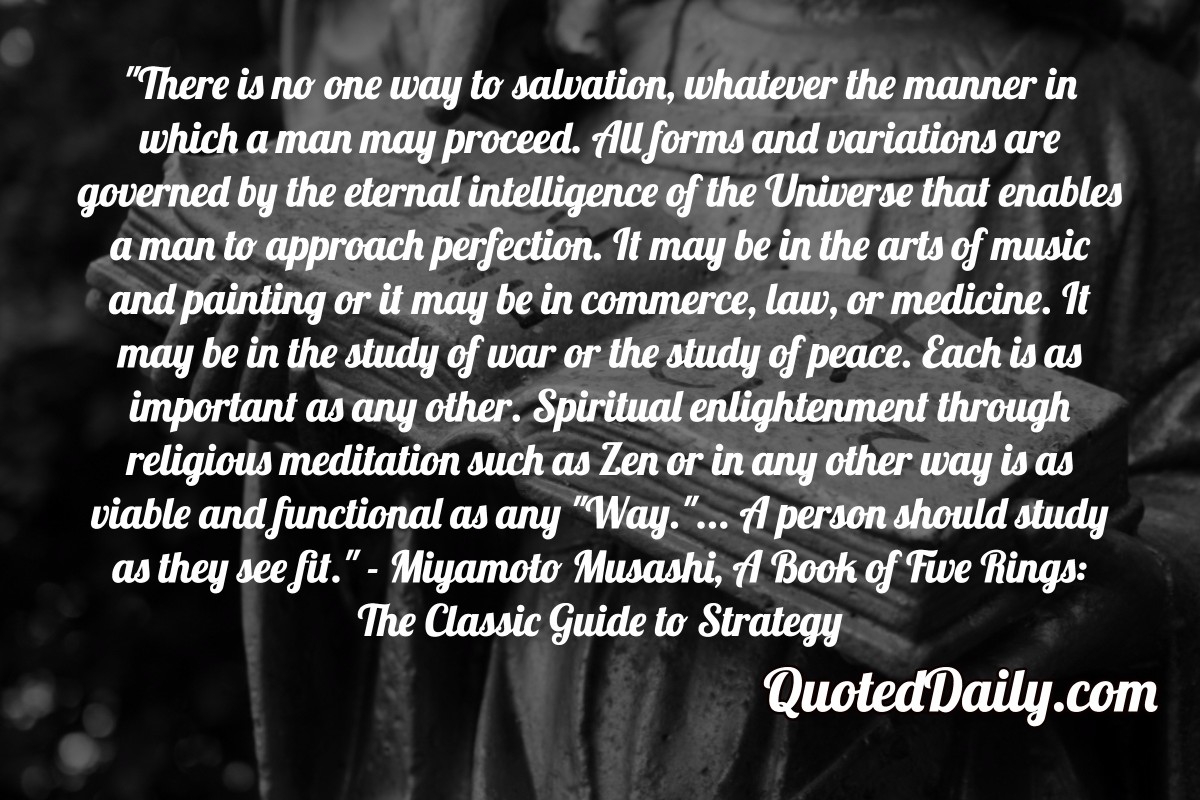 "There is no one way to salvation, whatever the manner in
which a man may proceed. All forms and variations are
governed by the eternal intelligence of the Universe that enables
a man to approach perfection. It may be in the arts of music
and painting or it may be in commerce, law, or medicine. It
may be in the study of war or the study of peace. Each is as
important as any other. Spiritual enlightenment through
religious meditation such as Zen or in any other way is as
viable and functional as any "Way."... A person should study
as they see fit." - Miyamoto Musashi, A Book of Five Rings:
The Classic Guide to Strategy
QuotedDaily.com